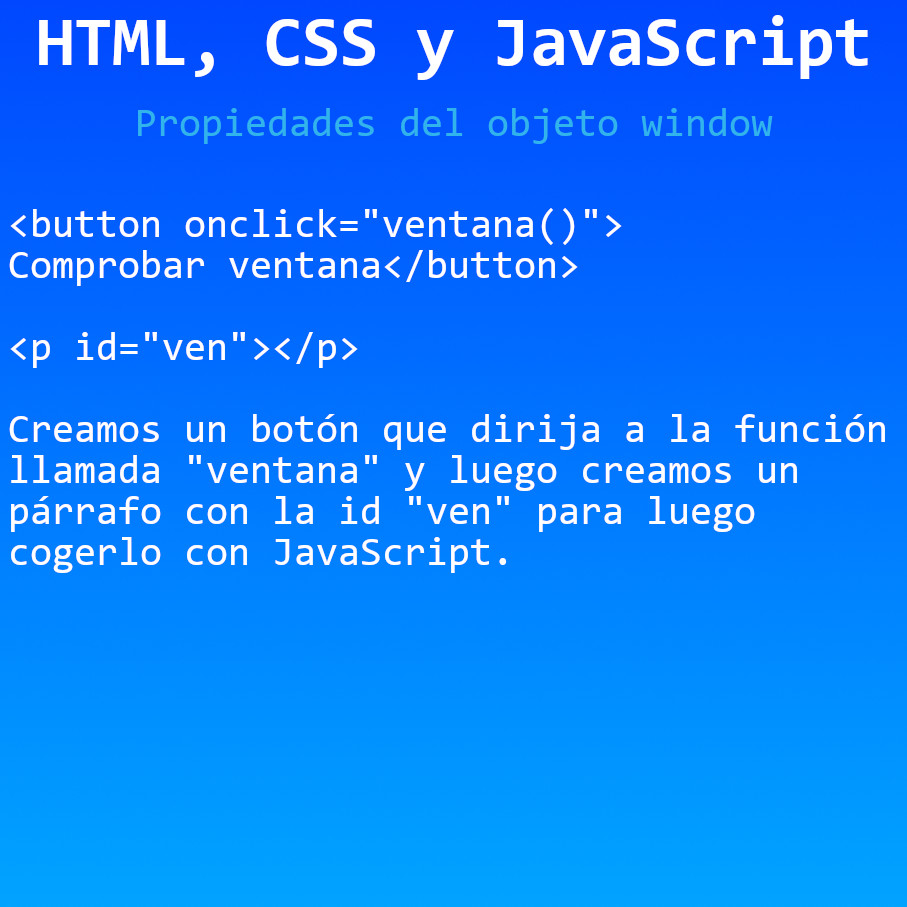 HTML, CSS y JavaScript
Propiedades del objeto window
<button onclick="ventana()">
Comprobar ventana</button>
<p id="ven"></p>
Creamos un botón que dirija a la función
llamada "ventana" y luego creamos un
párrafo con la id "ven" para luego
cogerlo con JavaScript.